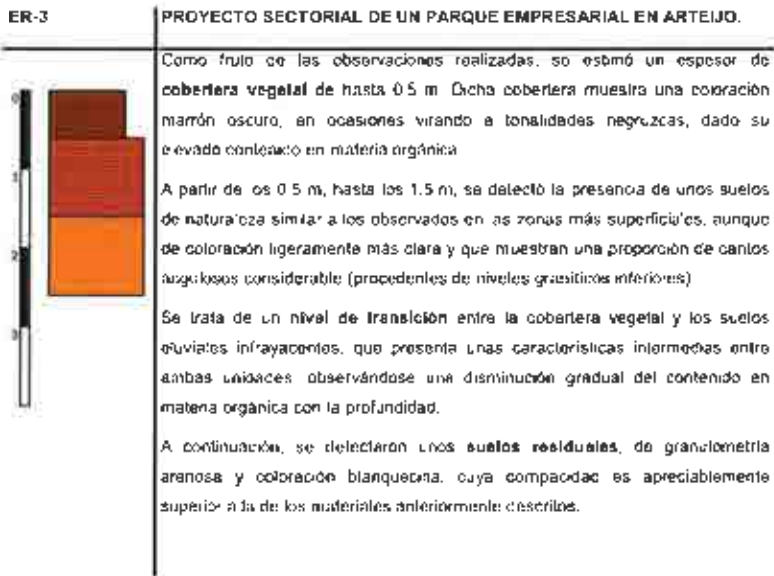 ER-3
PROYECTO SECTORIAL DE UN PARQUE EMPRESARIAL EN ARTEIJO.
Como fruto de las observaciones realizadas, se estimó un espesor de
cobertera vegetal de hasta 0.5 m. Dicha cobertera muestra una coloración
marrón oscuro, en ocasiones virando a tonalidades negruzcas, dado su
elevado contenido en materia orgánica
A partir de los 0.5 m, hasta los 1.5 m, se detectó la presencia de unos suelos
de naturaleza similar a los observados en las zonas más superficiales, aunque
de coloración ligeramente más clara y que muestran una proporción de cantos
angulosos considerable (procedentes de niveles graníticos inferiores)
Se trata de un nivel de transición entre la cobertera vegetal y los suelos
eluviales infrayacentes, que presenta unas características intermedias entre
ambas unidades observándose una disminución gradual del contenido en
materia orgánica con la profundidad.
A continuación, se detectaron unos suelos residuales, de granulometría
arenosa y coloración blanquecina, cuya compacidad es apreciablemente
superior a la de los materiales anteriormente descritos.
0
1
2
3